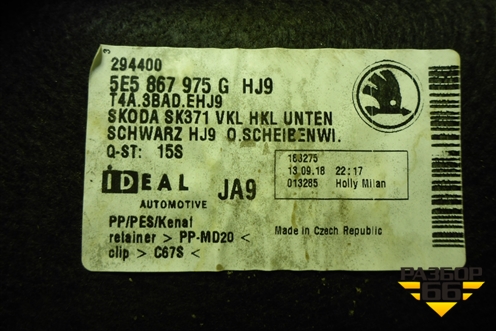 294400
5E5 867 975 G HJ9
T4A.3BAD.EHJ9
SKODA SK371 VKL HKL UNTEN
SCHWARZ HJ9 O.SCHEIBENWI.
Q-ST: 15S
IDEAL
AUTOMOTIVE
JA9
168275
13.09.16 22:17
013285 Holly Milan
PP/PES/Kenaf
retainer > PP-MD20 <
clip > C67S <
Made in Czech Republic
РАЗБОР
66